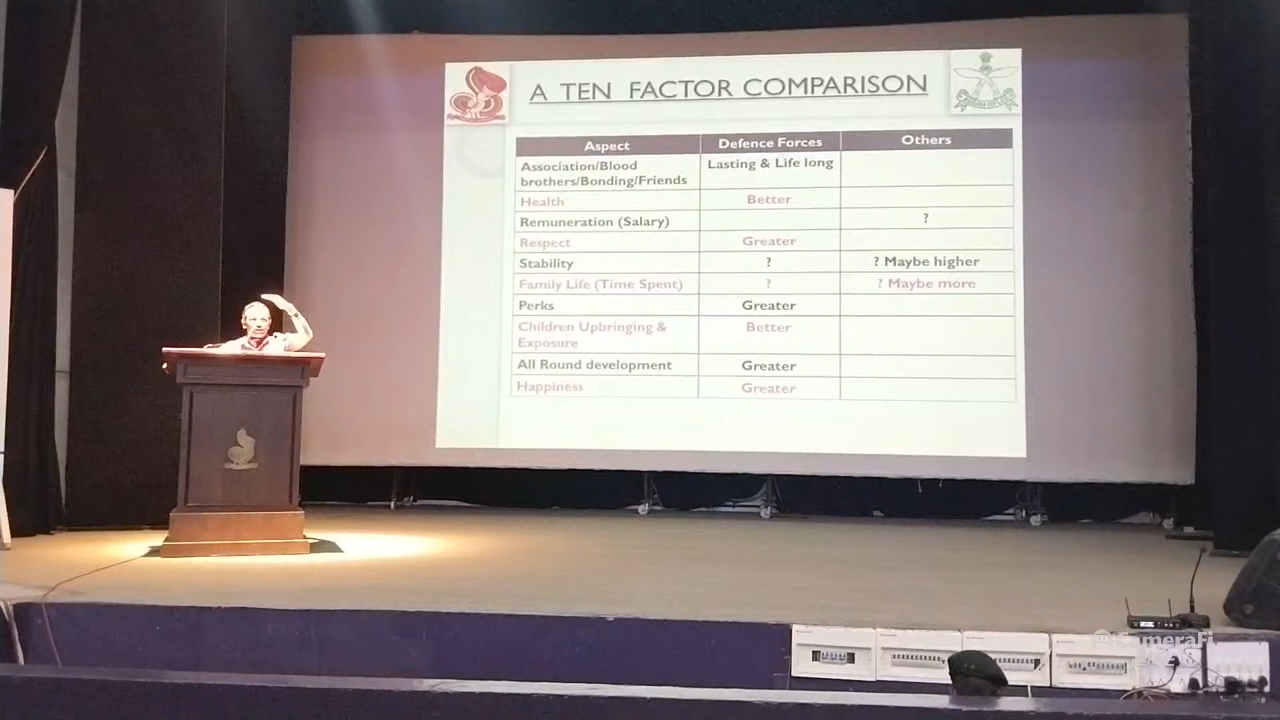 A TEN FACTOR COMPARISON
Aspect Defence Forces Others
Association/Blood brothers/Bonding/Friends Lasting & Life long
Health Better
Remuneration (Salary) ?
Respect Greater
Stability ? ? Maybe higher
Family Life (Time Spent) ? ? Maybe more
Perks Greater
Children Upbringing & Exposure Better
All Round development Greater
Happiness Greater
CameraFi